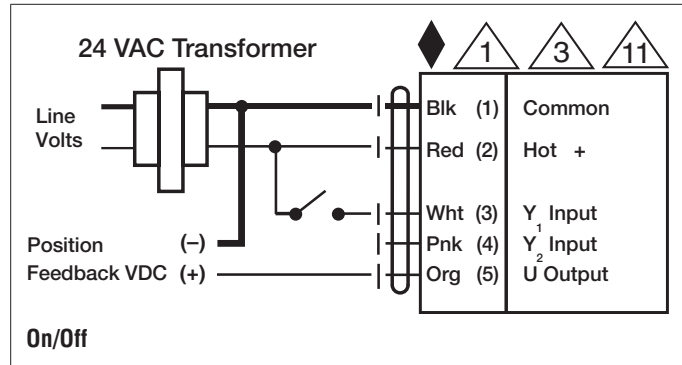 24 VAC Transformer
1 3 11
Line
Volts
Blk (1) Common
Red (2) Hot +
Wht (3) Y1 Input
Pnk (4) Y2 Input
Org (5) U Output
Position (–)
Feedback VDC (+)
On/Off